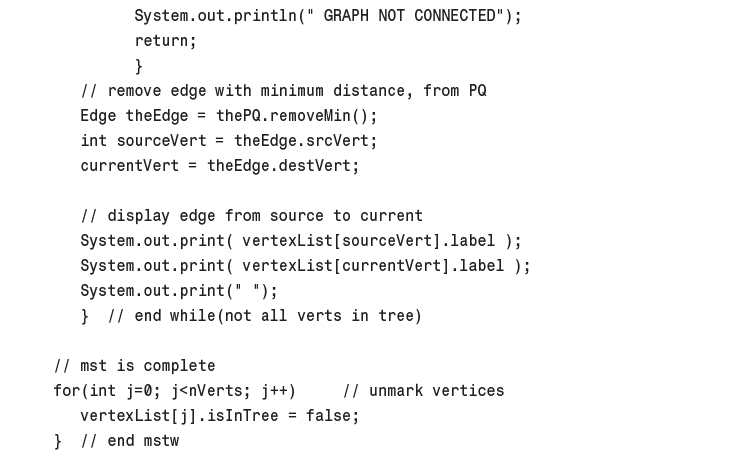 System.out.println(" GRAPH NOT CONNECTED");
return;
}
// remove edge with minimum distance, from PQ
Edge theEdge = thePQ.removeMin();
int sourceVert = theEdge.srcVert;
currentVert = theEdge.destVert;
// display edge from source to current
System.out.print( vertexList[sourceVert].label );
System.out.print( vertexList[currentVert].label );
System.out.print(" ");
}  // end while(not all verts in tree)
// mst is complete
for(int j=0; j<nVerts; j++)     // unmark vertices
vertexList[j].isInTree = false;
}  // end mstw